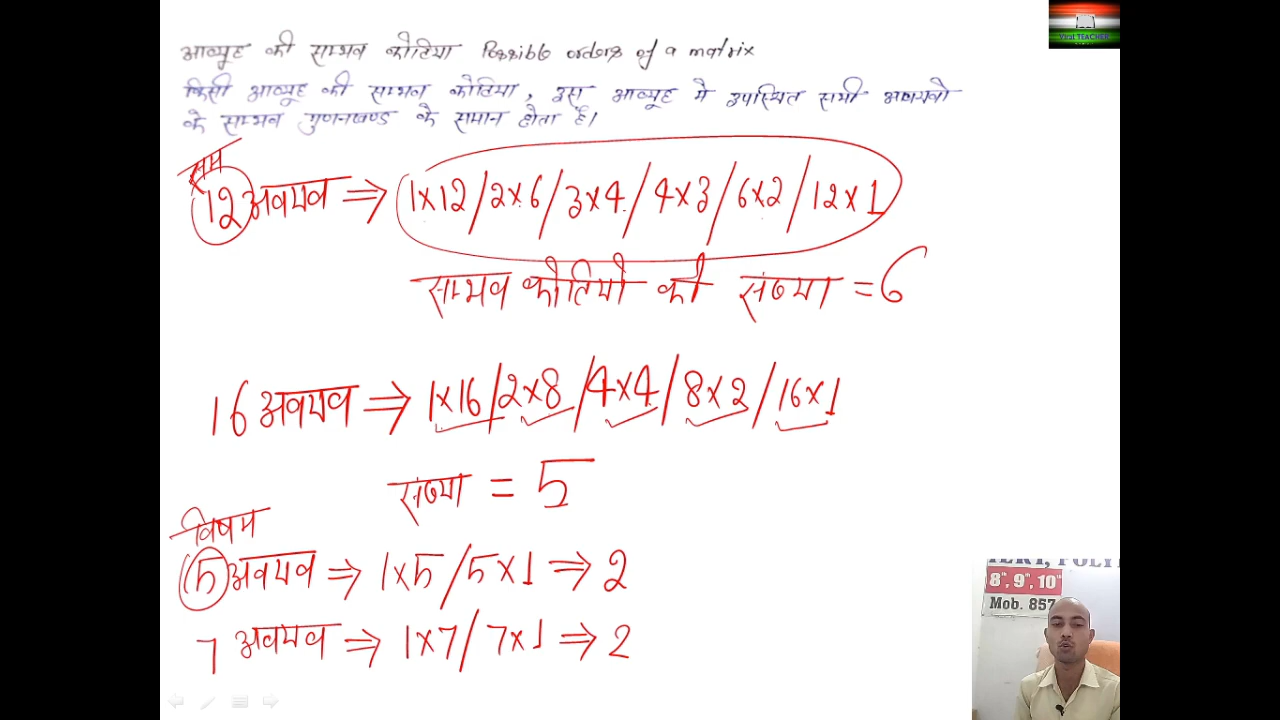 आव्यूह की सम्भव कोटिया Possible orders of a matrix
किसी आव्यूह की सम्भव कोटिया, उस आव्यूह मे उपस्थित सभी अवयवो
के सम्भव गुणनखण्ड के समान होता है।
सम
12 अवयव ⇒ 1×12 / 2×6 / 3×4 / 4×3 / 6×2 / 12×1
सम्भव कोटियो की संख्या = 6
16 अवयव ⇒ 1×16 / 2×8 / 4×4 / 8×2 / 16×1
संख्या = 5
विषम
5 अवयव ⇒ 1×5 / 5×1 ⇒ 2
7 अवयव ⇒ 1×7 / 7×1 ⇒ 2
Viral TEACHER
8", 9", 10"
Mob. 857